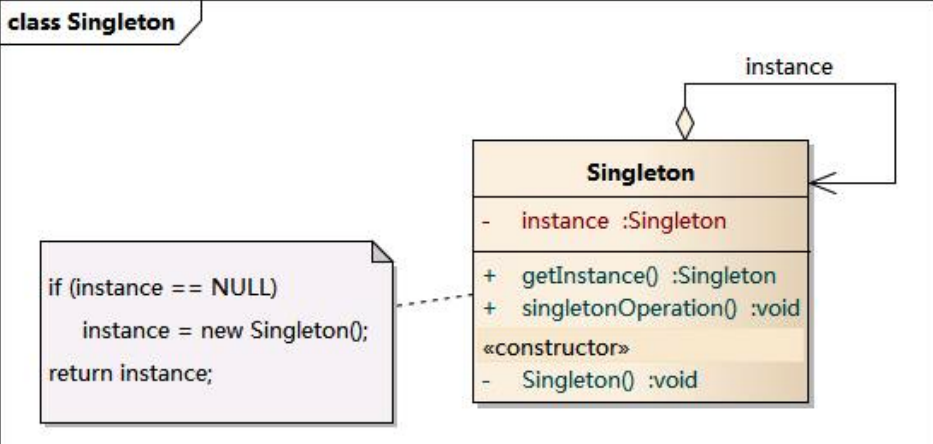 class Singleton
instance
Singleton
- instance :Singleton
+ getInstance() :Singleton
+ singletonOperation() :void
«constructor»
- Singleton() :void
if (instance == NULL)
instance = new Singleton();
return instance;